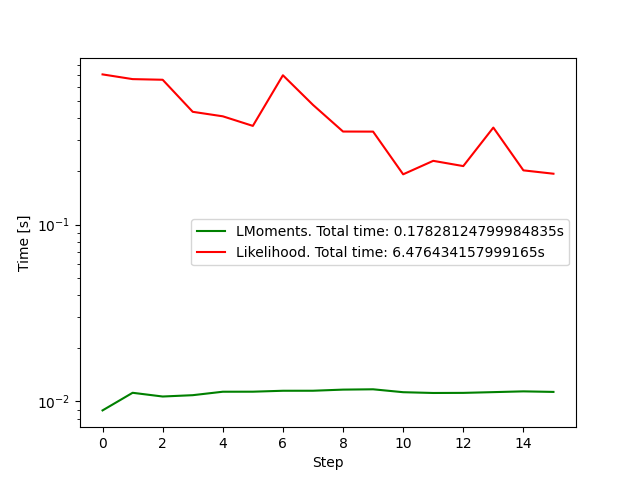 Time [s]
10⁻¹
10⁻²
LMoments. Total time: 0.17828124799984835s
Likelihood. Total time: 6.476434157999165s
0 2 4 6 8 10 12 14
Step